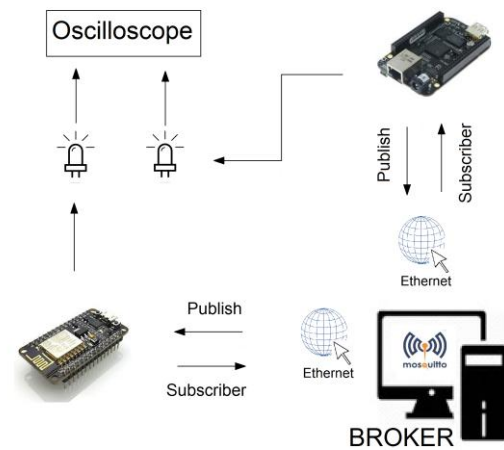 Oscilloscope
Publish
Subscriber
Ethernet
Publish
Subscriber
Ethernet
mosquitto
BROKER